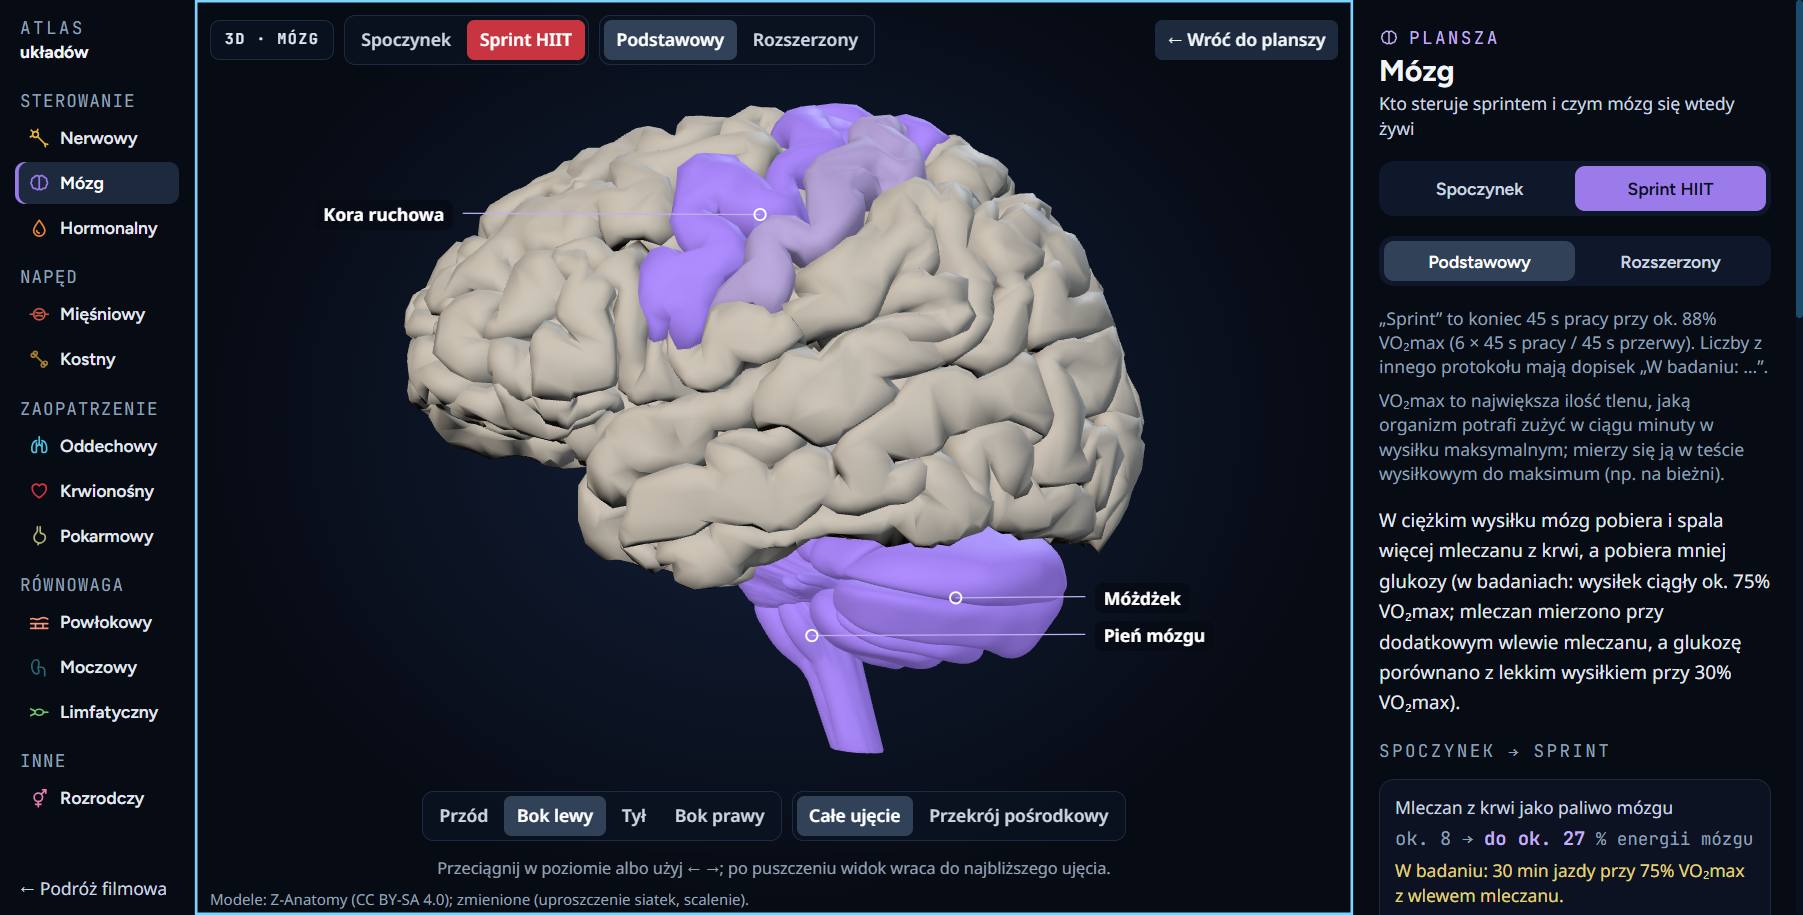 ATLAS
układów
STEROWANIE
Nerwowy
Mózg
Hormonalny
NAPĘD
Mięśniowy
Kostny
ZAOPATRZENIE
Oddechowy
Krwionośny
Pokarmowy
RÓWNOWAGA
Powłokowy
Moczowy
Limfatyczny
INNE
Rozrodczy
← Podróż filmowa
3D · MÓZG
Spoczynek
Sprint HIIT
Podstawowy
Rozszerzony
← Wróć do planszy
Kora ruchowa
Móżdżek
Pień mózgu
Przód
Bok lewy
Tył
Bok prawy
Całe ujęcie
Przekrój pośrodkowy
Przeciągnij w poziomie albo użyj ← →; po puszczeniu widok wraca do najbliższego ujęcia.
Modele: Z-Anatomy (CC BY-SA 4.0); zmienione (uproszczenie siatek, scalenie).
PLANSZA
Mózg
Kto steruje sprintem i czym mózg się wtedy
żywi
Spoczynek
Sprint HIIT
Podstawowy
Rozszerzony
„Sprint” to koniec 45 s pracy przy ok. 88%
VO₂max (6 × 45 s pracy / 45 s przerwy). Liczby z
innego protokołu mają dopisek „W badaniu: …”.
VO₂max to największa ilość tlenu, jaką
organizm potrafi zużyć w ciągu minuty w
wysiłku maksymalnym; mierzy się ją w teście
wysiłkowym do maksimum (np. na bieżni).
W ciężkim wysiłku mózg pobiera i spala
więcej mleczanu z krwi, a pobiera mniej
glukozy (w badaniach: wysiłek ciągły ok. 75%
VO₂max; mleczan mierzono przy
dodatkowym wlewie mleczanu, a glukozę
porównano z lekkim wysiłkiem przy 30%
VO₂max).
SPOCZYNEK → SPRINT
Mleczan z krwi jako paliwo mózgu
ok. 8 → do ok. 27 % energii mózgu
W badaniu: 30 min jazdy przy 75% VO₂max
z wlewem mleczanu.